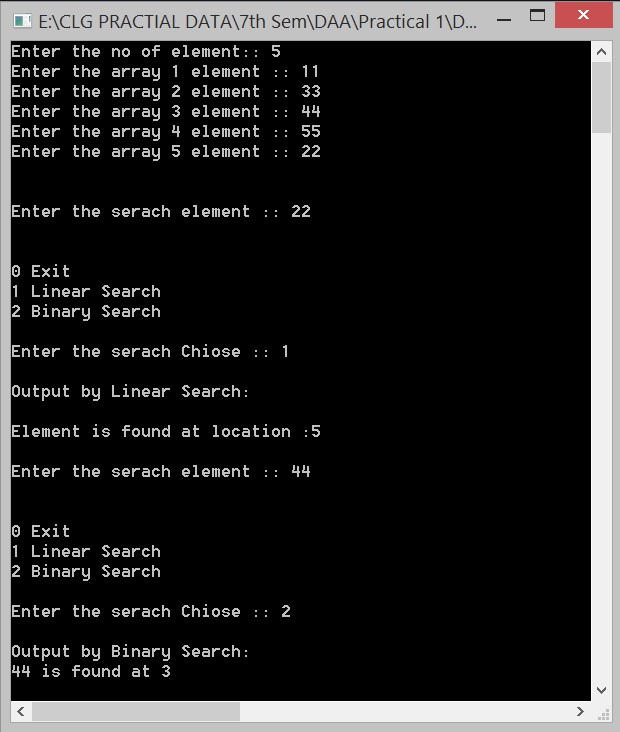 E:\CLG PRACTIAL DATA\7th Sem\DAA\Practical 1\D...
Enter the no of element:: 5
Enter the array 1 element :: 11
Enter the array 2 element :: 33
Enter the array 3 element :: 44
Enter the array 4 element :: 55
Enter the array 5 element :: 22
Enter the serach element :: 22
0 Exit
1 Linear Search
2 Binary Search
Enter the serach Chiose :: 1
Output by Linear Search:
Element is found at location :5
Enter the serach element :: 44
0 Exit
1 Linear Search
2 Binary Search
Enter the serach Chiose :: 2
Output by Binary Search:
44 is found at 3